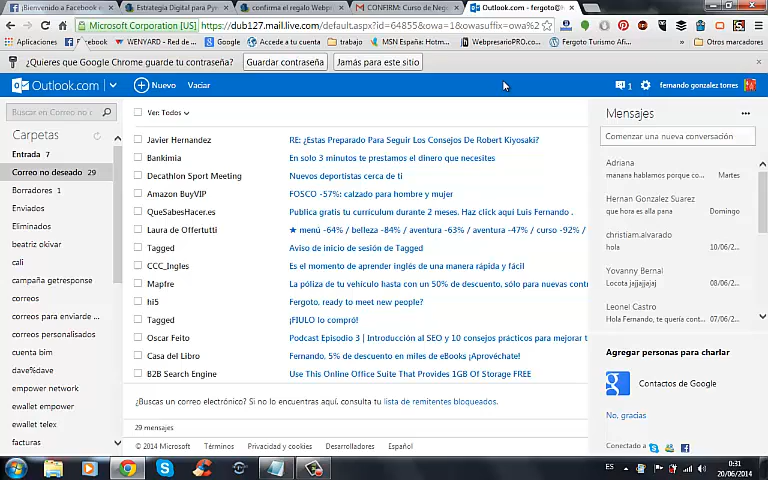 ¡Bienvenido a Facebook e
Estrategia Digital para Pyr
confirma el regalo Webpr
CONFIRM: Curso de Neg
Outlook.com - fergoto@
Microsoft Corporation [US]
https://dub127.mail.live.com/default.aspx?id=64855&owa=1&owasuffix=owa%2
Aplicaciones
Facebook
WENYARD - Red de ...
Google
Accede a tu cuenta
trabajo
MSN España: Hotm...
WebpresarioPRO.com...
Fergoto Turismo Afi...
Otros marcadores
¿Quieres que Google Chrome guarde tu contraseña?
Guardar contraseña
Jamás para este sitio
Outlook.com
Nuevo
Vaciar
1
fernando gonzalez torres
Buscar en Correo no
Carpetas
Entrada 7
Correo no deseado 29
Borradores 1
Enviados
Eliminados
beatriz okivar
cali
campaña getresponse
correos
correos para enviarde ...
correos personalisados
cuenta bim
dave%dave
empower network
ewallet empower
ewallet telex
facturas
Ver: Todos
Javier Hernandez RE: ¿Estas Preparado Para Seguir Los Consejos De Robert Kiyosaki?
Bankimia En solo 3 minutos te prestamos el dinero que necesites
Decathlon Sport Meeting Nuevos deportistas cerca de ti
Amazon BuyVIP FOSCO -57%: calzado para hombre y mujer
QueSabesHacer.es Publica gratis tu currículum durante 2 meses. Haz click aquí Luis Fernando .
Laura de Offertutti ★ menú -64% / belleza -84% / aventura -63% / aventura -47% / curso -92% /
Tagged Aviso de inicio de sesión de Tagged
CCC_Ingles Es el momento de aprender inglés de una manera rápida y fácil
Mapfre La póliza de tu vehículo hasta con un 50% de descuento, sólo para nuevas contr
hi5 Fergoto, ready to meet new people?
Tagged ¡FIULO lo compró!
Oscar Feito Podcast Episodio 3 | Introducción al SEO y 10 consejos prácticos para mejorar t
Casa del Libro Fernando, 5% de descuento en miles de eBooks ¡Aprovéchate!
B2B Search Engine Use This Online Office Suite That Provides 1GB Of Storage FREE
¿Buscas un correo electrónico? Si no lo encuentras aquí, consulta tu lista de remitentes bloqueados.
29 mensajes
© 2014 Microsoft
Términos
Privacidad y cookies
Desarrolladores
Español
Mensajes
Comenzar una nueva conversación
Adriana
manana hablamos porque co... Martes
Hernan Gonzalez Suarez
que hora es alla pana Domingo
christiam.alvarado
hola 10/06/2...
Yovanny Bernal
Locota jajjajjajaj 08/06/2...
Leonel Castro
Hola Fernando, te quería cont... 07/06/2...
Agregar personas para charlar
Contactos de Google
No, gracias
Conectado a
ES
0:31
20/06/2014